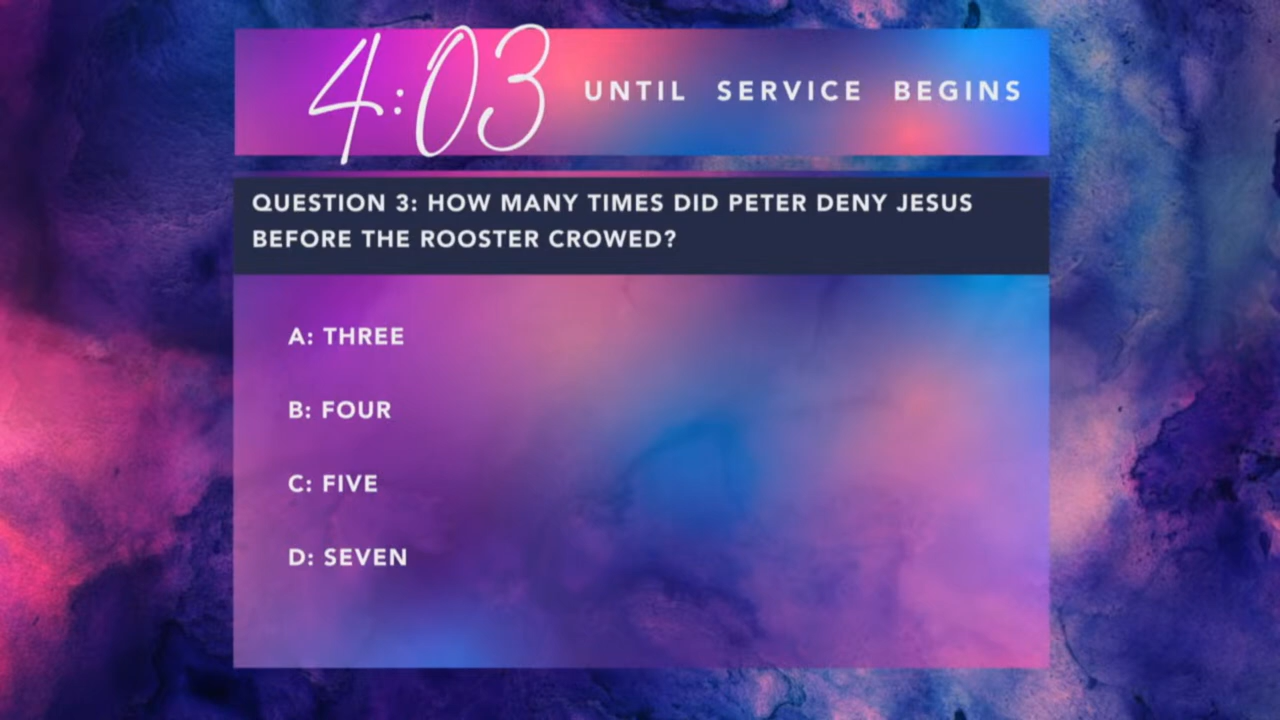 4:03 UNTIL SERVICE BEGINS
QUESTION 3: HOW MANY TIMES DID PETER DENY JESUS
BEFORE THE ROOSTER CROWED?
A: THREE
B: FOUR
C: FIVE
D: SEVEN